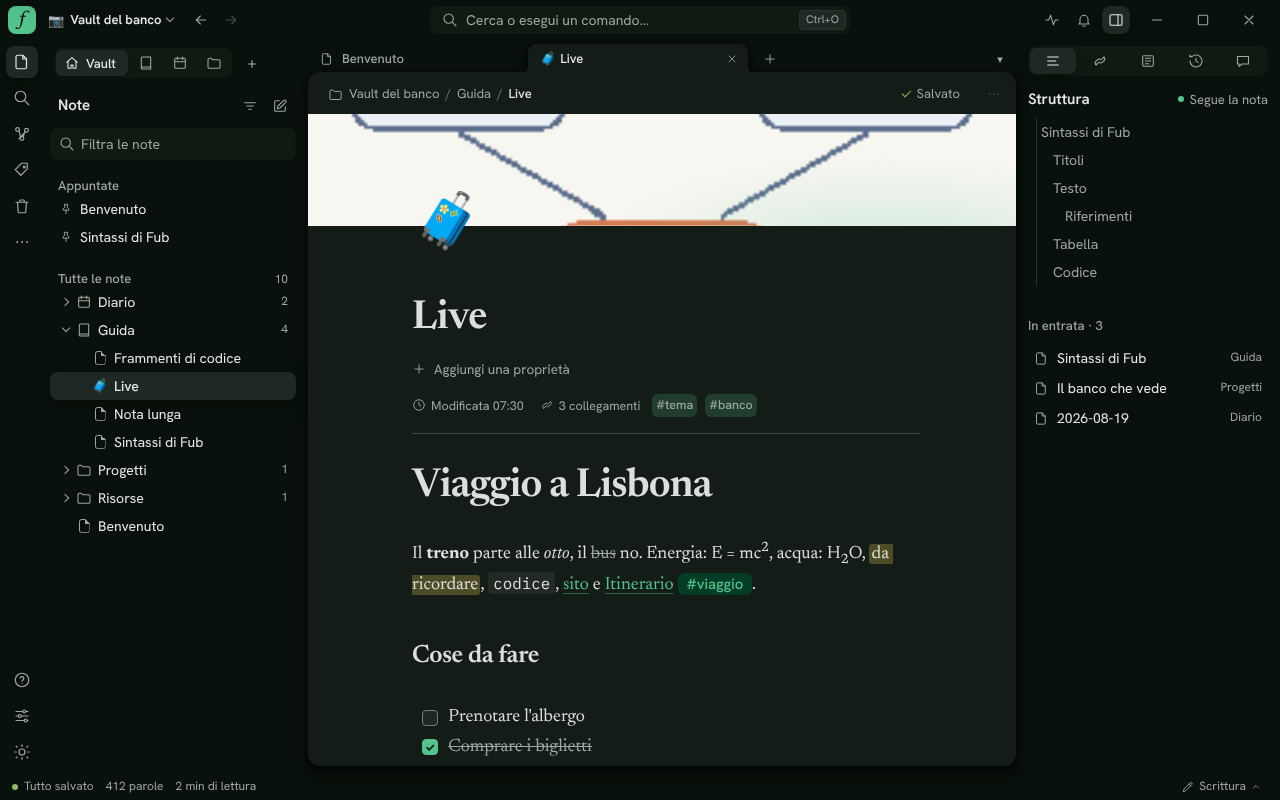 Vault del banco
Cerca o esegui un comando...
Ctrl+O
Vault
Note
Filtra le note
Appuntate
Benvenuto
Sintassi di Fub
Tutte le note 10
Diario 2
Guida 4
Frammenti di codice
Live
Nota lunga
Sintassi di Fub
Progetti 1
Risorse 1
Benvenuto
Benvenuto
Live
Vault del banco / Guida / Live
Salvato
Live
Aggiungi una proprietà
Modificata 07:30 3 collegamenti #tema #banco
Viaggio a Lisbona
Il treno parte alle otto, il bus no. Energia: E = mc², acqua: H₂O, da
ricordare, codice, sito e Itinerario #viaggio.
Cose da fare
Prenotare l'albergo
Comprare i biglietti
Struttura
Segue la nota
Sintassi di Fub
Titoli
Testo
Riferimenti
Tabella
Codice
In entrata · 3
Sintassi di Fub Guida
Il banco che vede Progetti
2026-08-19 Diario
Tutto salvato 412 parole 2 min di lettura
Scrittura